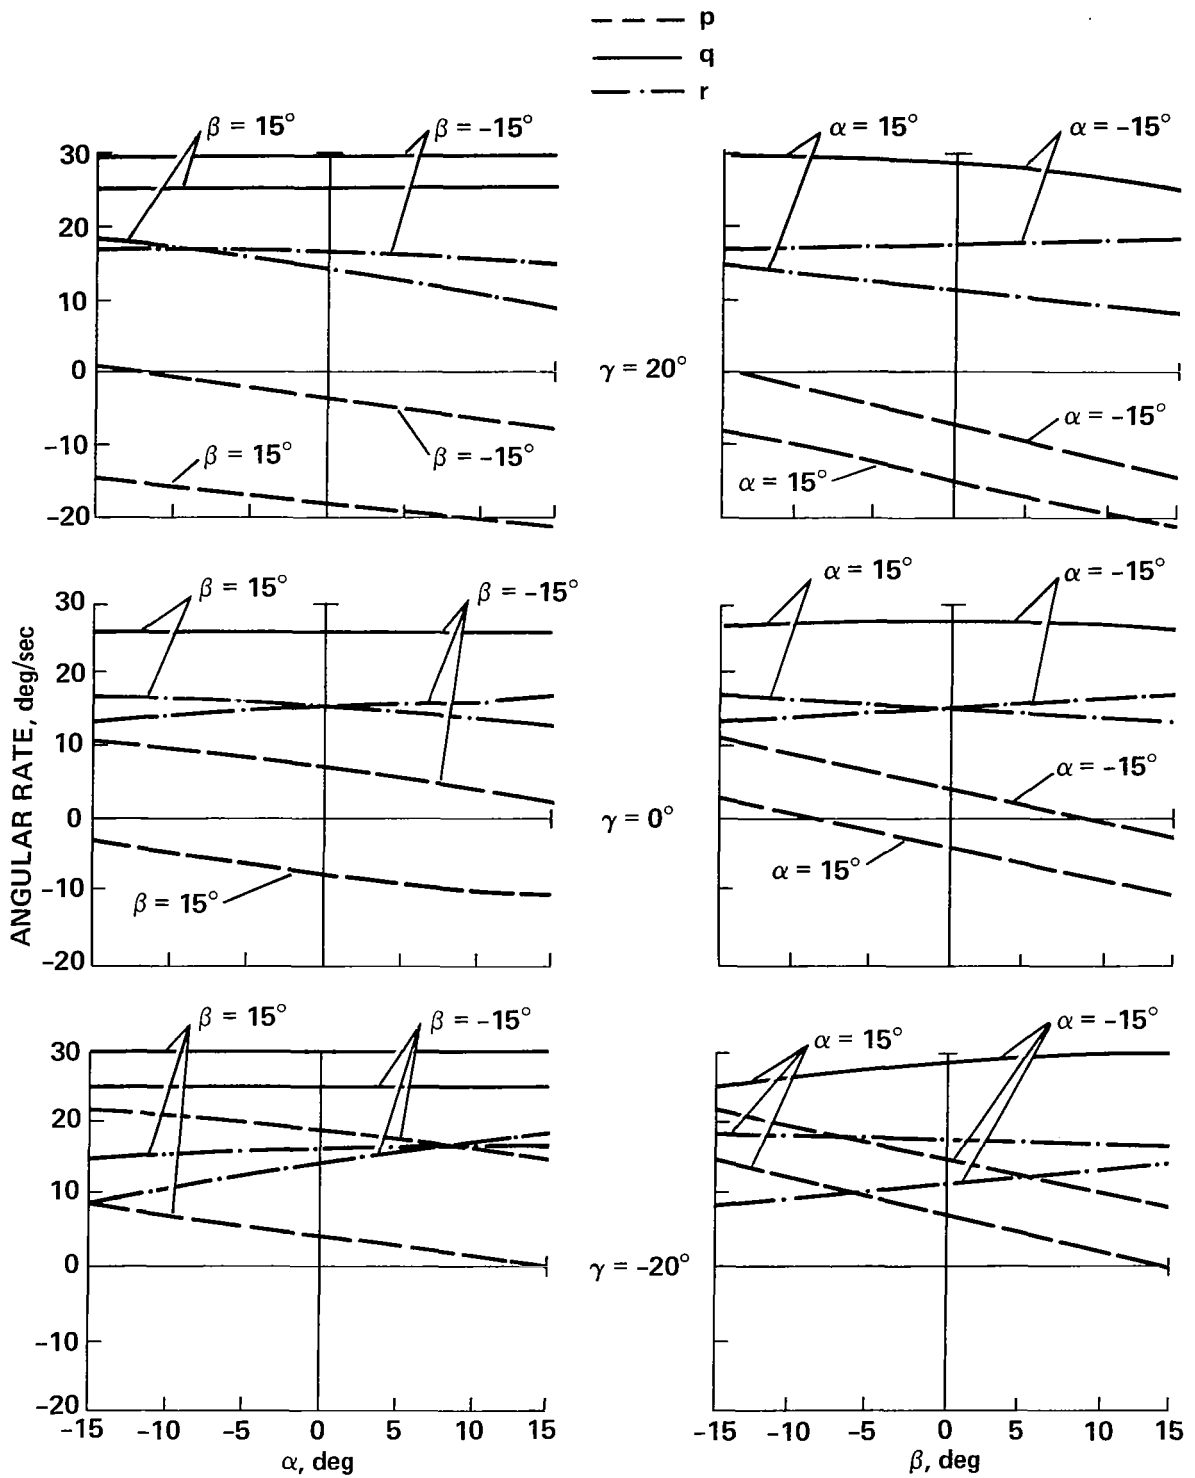 p
q
r
β = 15° β = –15° α = 15° α = –15°
30
20
10
0
–10
–20
β = 15° β = –15°
γ = 20°
α = –15°
α = 15°
β = 15° β = –15° α = 15° α = –15°
30
20
10
0
–10
–20
ANGULAR RATE, deg/sec
β = 15°
γ = 0°
α = –15°
α = 15°
β = 15° β = –15° α = 15° α = –15°
30
20
10
0
–10
–20
γ = –20°
–15 –10 –5 0 5 10 15
α, deg
–15 –10 –5 0 5 10 15
β, deg